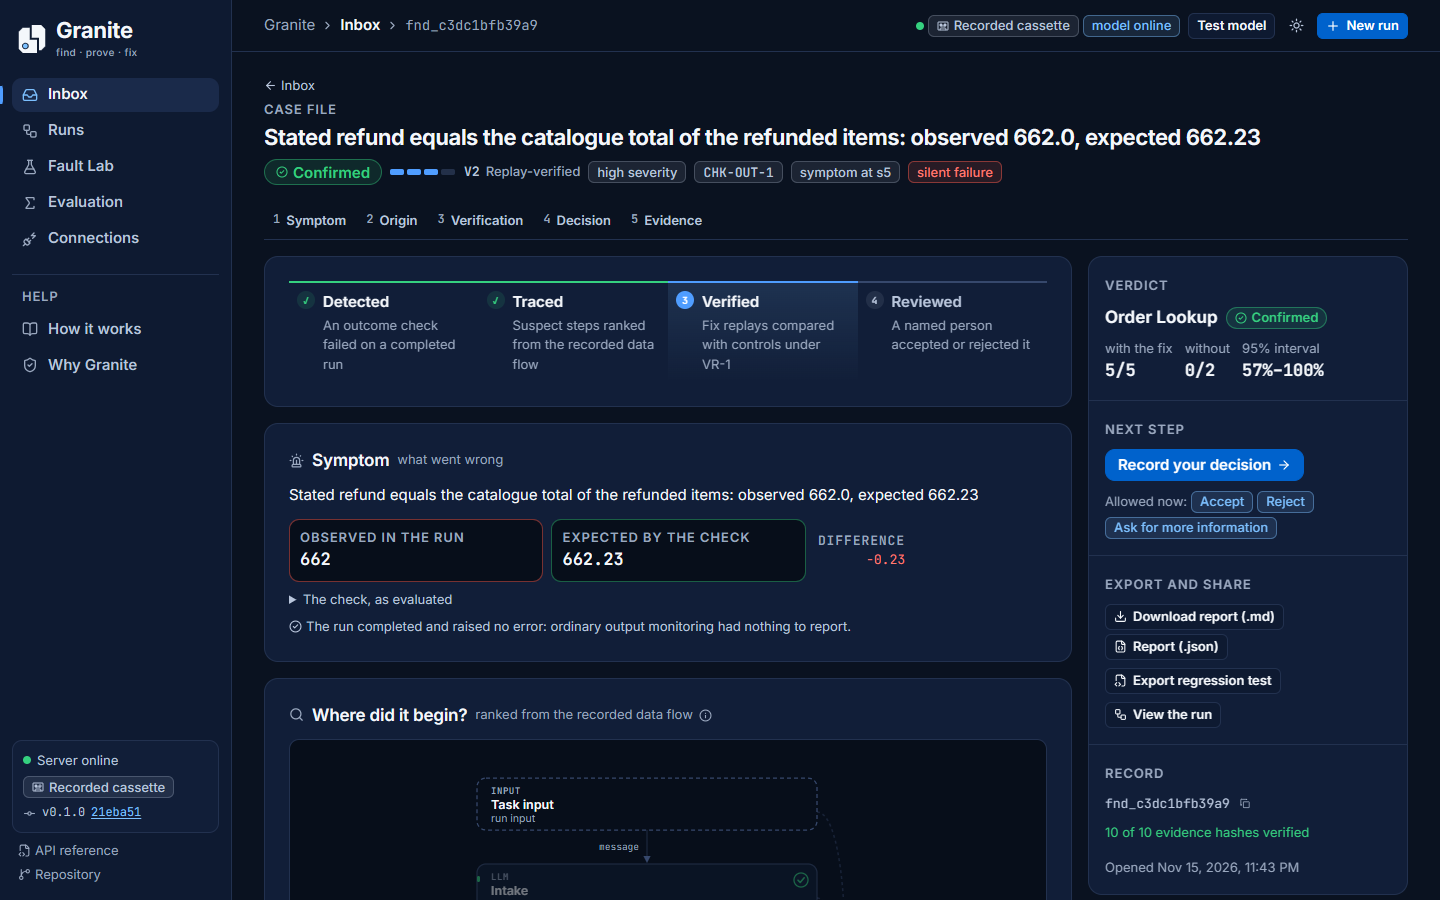 Granite
find · prove · fix
Inbox
Runs
Fault Lab
Evaluation
Connections
HELP
How it works
Why Granite
Server online
Recorded cassette
v0.1.0 21eba51
API reference
Repository
Granite > Inbox > fnd_c3dc1bfb39a9
Recorded cassette
model online
Test model
+ New run
← Inbox
CASE FILE
Stated refund equals the catalogue total of the refunded items: observed 662.0, expected 662.23
Confirmed
V2 Replay-verified
high severity
CHK-OUT-1
symptom at s5
silent failure
1 Symptom
2 Origin
3 Verification
4 Decision
5 Evidence
✓ Detected
An outcome check
failed on a completed
run
✓ Traced
Suspect steps ranked
from the recorded data
flow
3 Verified
Fix replays compared
with controls under
VR-1
4 Reviewed
A named person
accepted or rejected it
Symptom what went wrong
Stated refund equals the catalogue total of the refunded items: observed 662.0, expected 662.23
OBSERVED IN THE RUN
662
EXPECTED BY THE CHECK
662.23
DIFFERENCE
-0.23
▶ The check, as evaluated
The run completed and raised no error: ordinary output monitoring had nothing to report.
Where did it begin? ranked from the recorded data flow
INPUT
Task input
run input
message
LLM
Intake
VERDICT
Order Lookup Confirmed
with the fix without 95% interval
5/5 0/2 57%–100%
NEXT STEP
Record your decision →
Allowed now: Accept Reject
Ask for more information
EXPORT AND SHARE
Download report (.md)
Report (.json)
Export regression test
View the run
RECORD
fnd_c3dc1bfb39a9
10 of 10 evidence hashes verified
Opened Nov 15, 2026, 11:43 PM